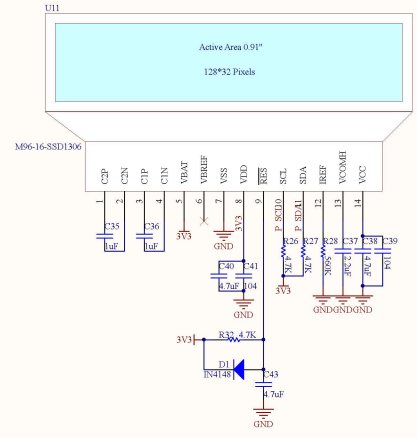 U11
Active Area 0.91"
128*32 Pixels
M96-16-SSD1306
C2P
C2N
C1P
C1N
VBAT
VBREF
VSS
VDD
RES
SCL
SDA
IREF
VCOMH
VCC
1
2
3
4
5
6
7
8
9
10
11
12
13
14
P_SCL
P_SDA
3V3
C35
1uF
C36
1uF
3V3
GND
R26
4.7K
R27
4.7K
R28
560K
C37
2.2uF
C38
4.7uF
C39
104
C40
4.7uF
C41
104
3V3
GND
GND
GND
GND
R32
4.7K
3V3
D1
IN4148
C43
4.7uF
GND